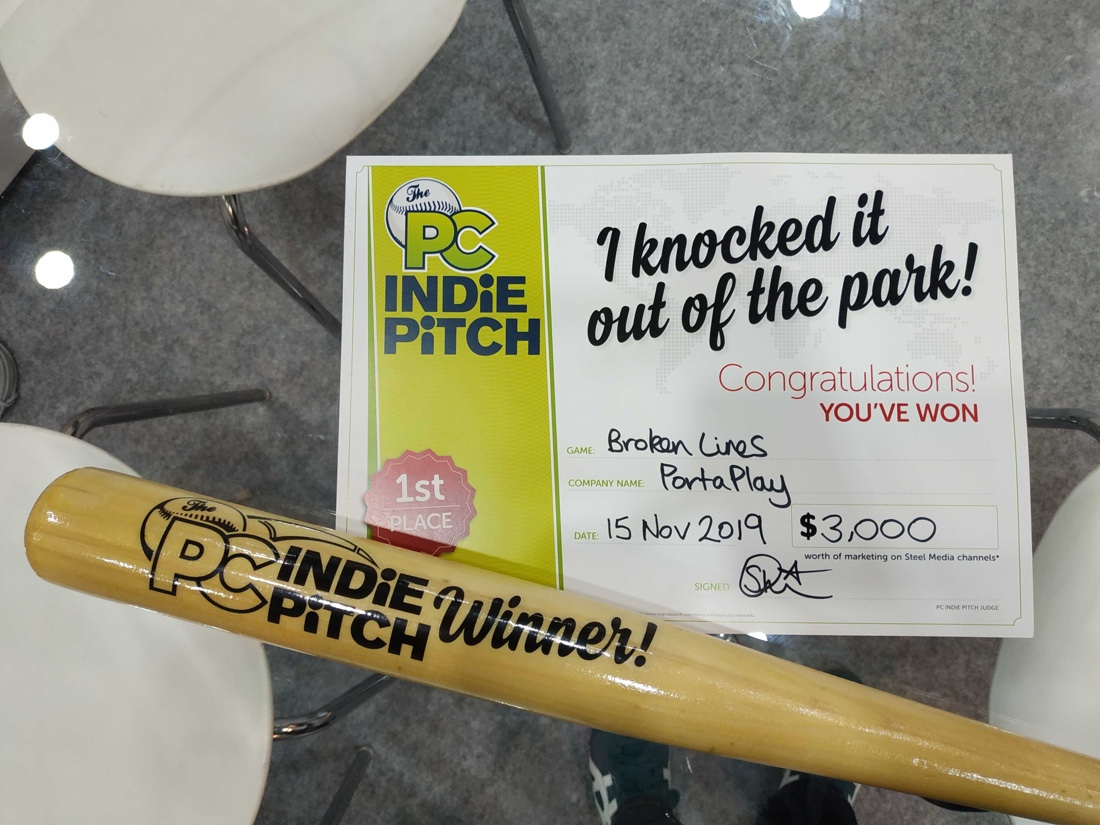 The
PC
INDiE
PiTCH
I knocked it
out of the park!
Congratulations!
YOU'VE WON
GAME: Broken Lines
COMPANY NAME: PortaPlay
DATE: 15 Nov 2019 $3,000
worth of marketing on Steel Media channels*
SIGNED:
PC INDIE PITCH JUDGE
1st
PLACE
The
PC INDiE
PiTCH
Winner!